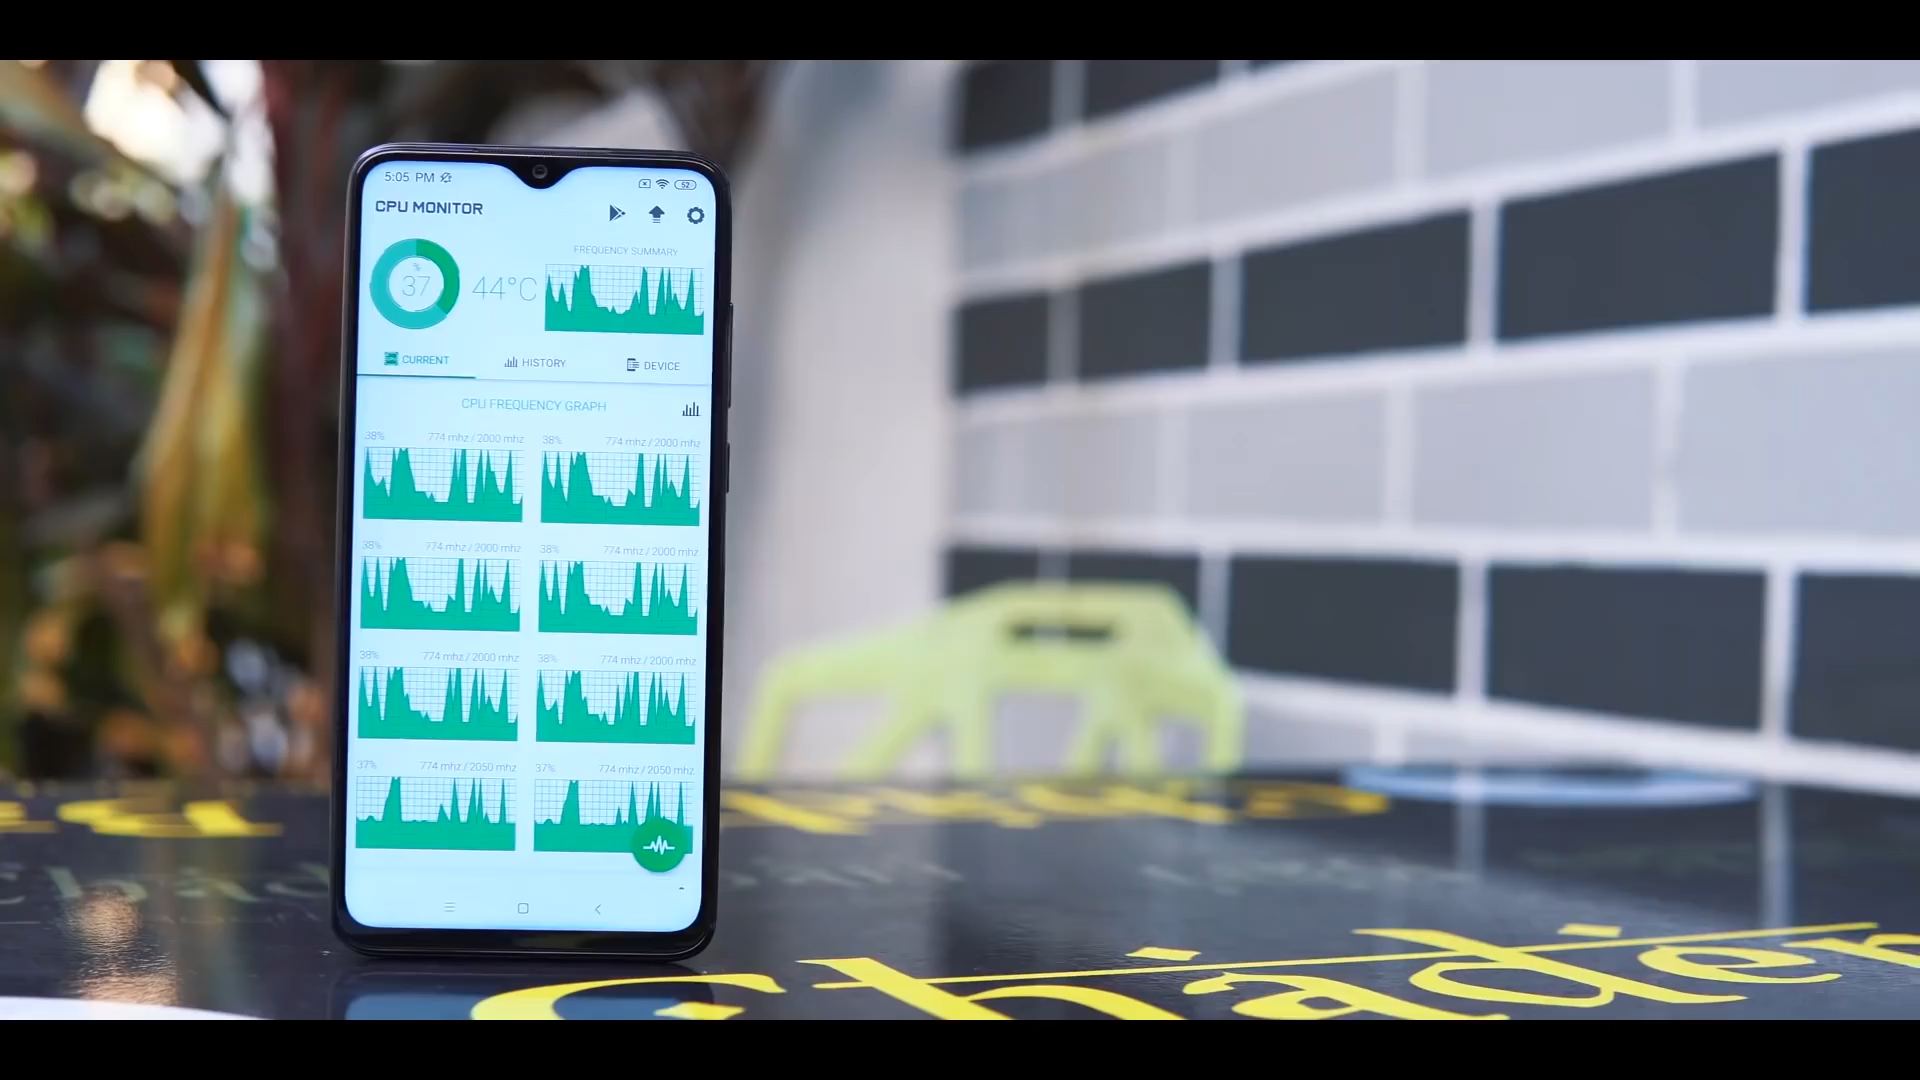 5:05 PM
52
CPU MONITOR
FREQUENCY SUMMARY
%
37
44°C
CURRENT HISTORY DEVICE
CPU FREQUENCY GRAPH
38% 774 mhz / 2000 mhz 38% 774 mhz / 2000 mhz
38% 774 mhz / 2000 mhz 38% 774 mhz / 2000 mhz
38% 774 mhz / 2000 mhz 38% 774 mhz / 2000 mhz
37% 774 mhz / 2050 mhz 37% 774 mhz / 2050 mhz